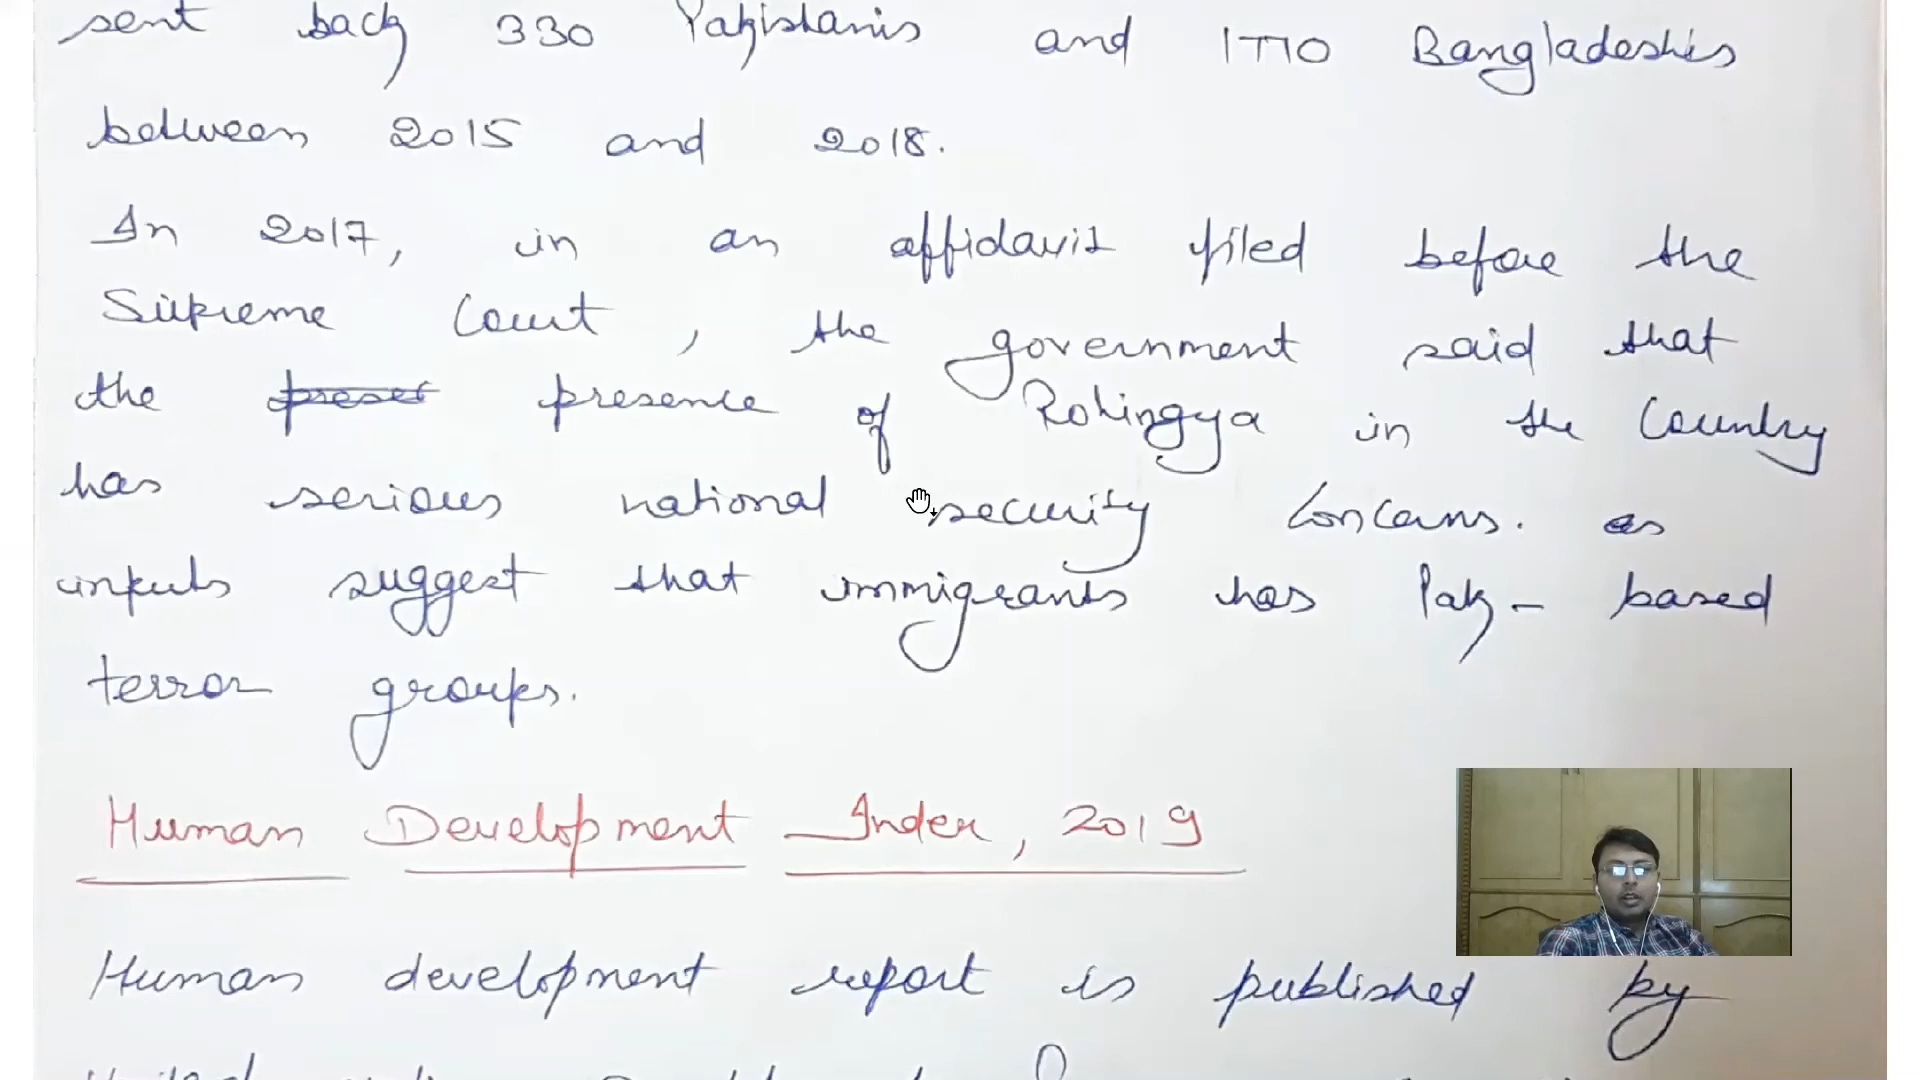 sent back 330 Pakistanis and 1770 Bangladeshis
between 2015 and 2018.
In 2017, in an affidavit filed before the
Supreme Court, the government said that
the presence of Rohingya in the Country
has serious national security concerns. as
inputs suggest that immigrants has Pak-based
terror groups.
Human Development Index, 2019
Human development report is published by